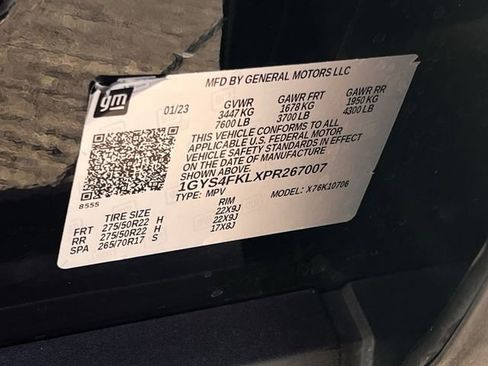 gm
MFD BY GENERAL MOTORS LLC
01/23 GVWR GAWR FRT GAWR RR
3447 KG 1678 KG 1950 KG
7600 LB 3700 LB 4300 LB
THIS VEHICLE CONFORMS TO ALL
APPLICABLE U.S. FEDERAL MOTOR
VEHICLE SAFETY STANDARDS IN EFFECT
ON THE DATE OF MANUFACTURE
1GYS4FKLXPR267007
8555 TYPE: MPV MODEL: X76K10706
TIRE SIZE RIM
FRT 275/50R22 H 22X9J
RR 275/50R22 H 22X9J
SPA 265/70R17 S 17X8J